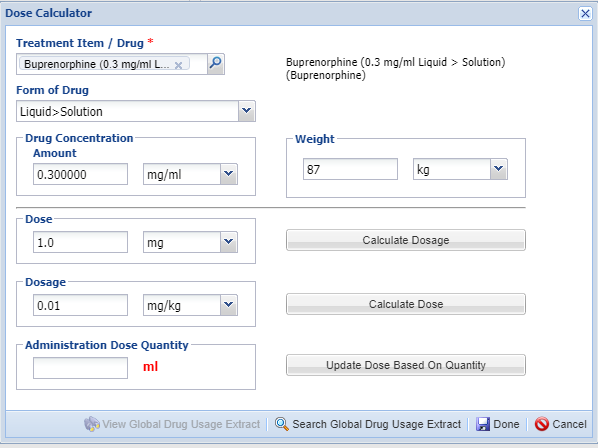 Dose Calculator
Treatment Item / Drug *
Buprenorphine (0.3 mg/ml L...
Buprenorphine (0.3 mg/ml Liquid > Solution)
(Buprenorphine)
Form of Drug
Liquid>Solution
Drug Concentration
Amount
0.300000 mg/ml
Weight
87 kg
Dose
1.0 mg
Calculate Dosage
Dosage
0.01 mg/kg
Calculate Dose
Administration Dose Quantity
ml
Update Dose Based On Quantity
View Global Drug Usage Extract Search Global Drug Usage Extract Done Cancel